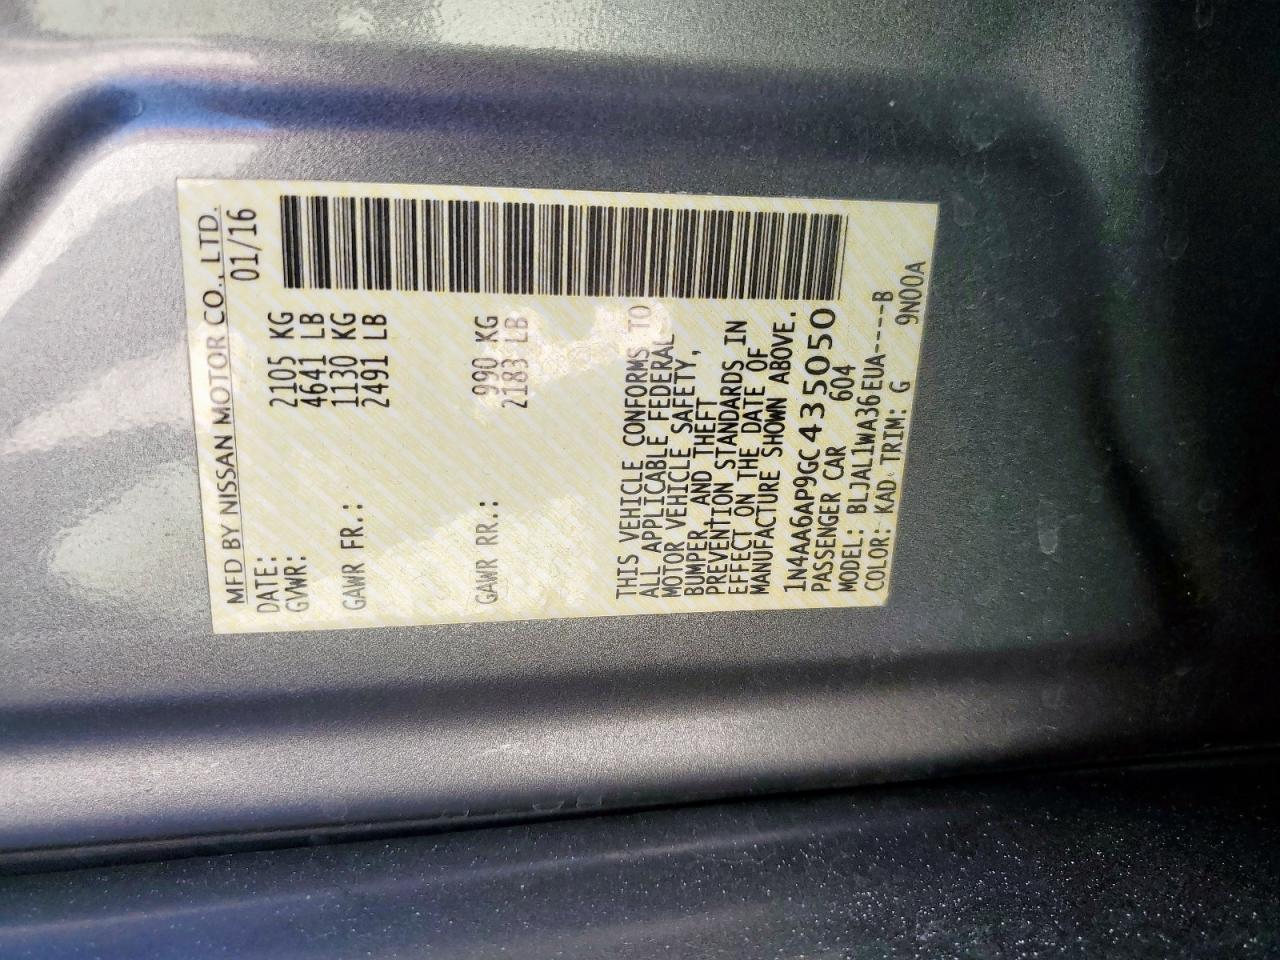 MFD BY NISSAN MOTOR CO., LTD.
DATE: 01/16
GVWR: 2105 KG
4641 LB
GAWR FR.: 1130 KG
2491 LB
GAWR RR.: 990 KG
2183 LB
THIS VEHICLE CONFORMS TO
ALL APPLICABLE FEDERAL
MOTOR VEHICLE SAFETY,
BUMPER, AND THEFT
PREVENTION STANDARDS IN
EFFECT ON THE DATE OF
MANUFACTURE SHOWN ABOVE.
1N4AA6AP9GC435050
PASSENGER CAR 604
MODEL: BLJAL1WA36EUA----B
COLOR: KAD TRIM: G 9N00A